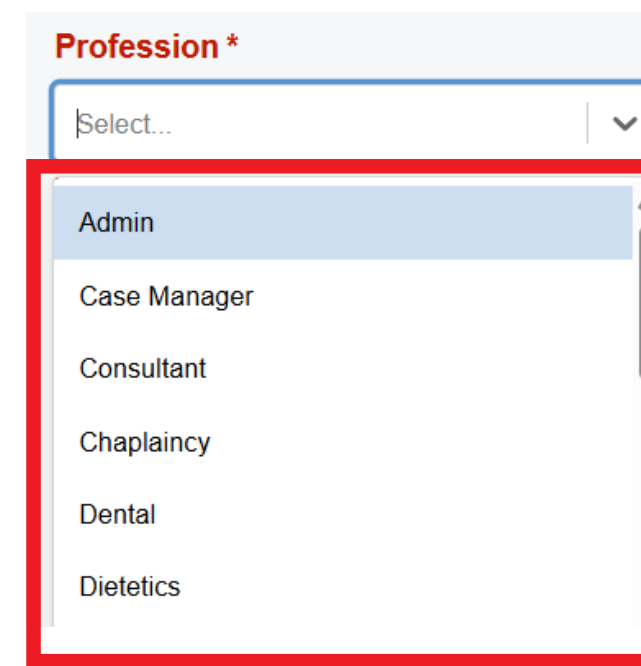 Profession *
Select...
Admin
Case Manager
Consultant
Chaplaincy
Dental
Dietetics